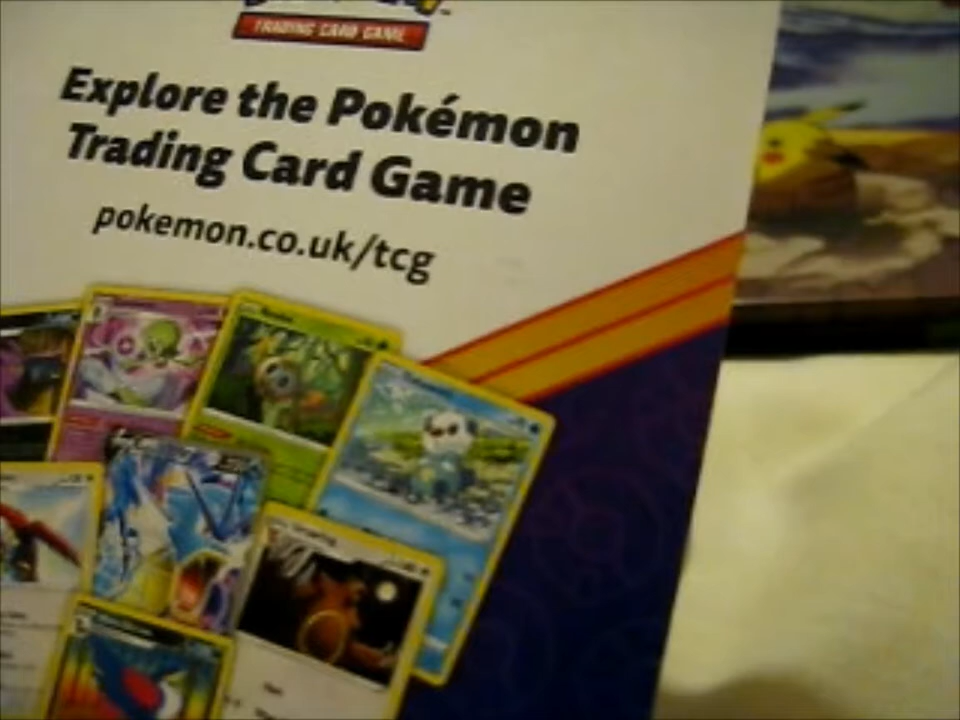 TRADING CARD GAME
Explore the Pokémon
Trading Card Game
pokemon.co.uk/tcg